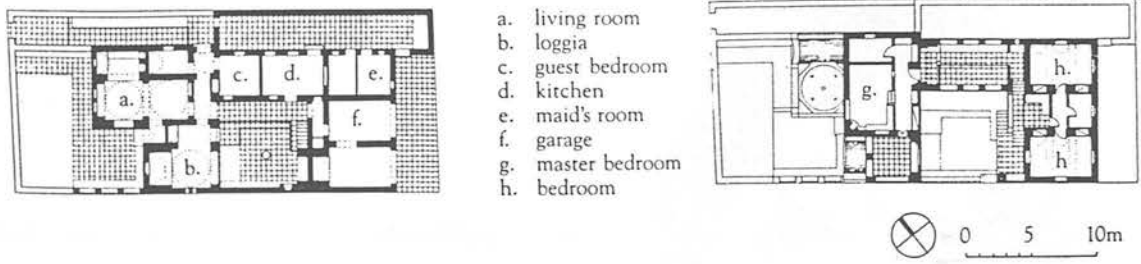 a.
b.
c.
d.
e.
f.
a. living room
b. loggia
c. guest bedroom
d. kitchen
e. maid's room
f. garage
g. master bedroom
h. bedroom
g.
h.
h
0 5 10m